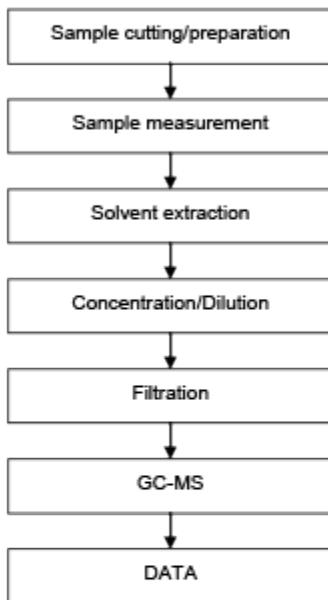 Sample cutting/preparation
Sample measurement
Solvent extraction
Concentration/Dilution
Filtration
GC-MS
DATA